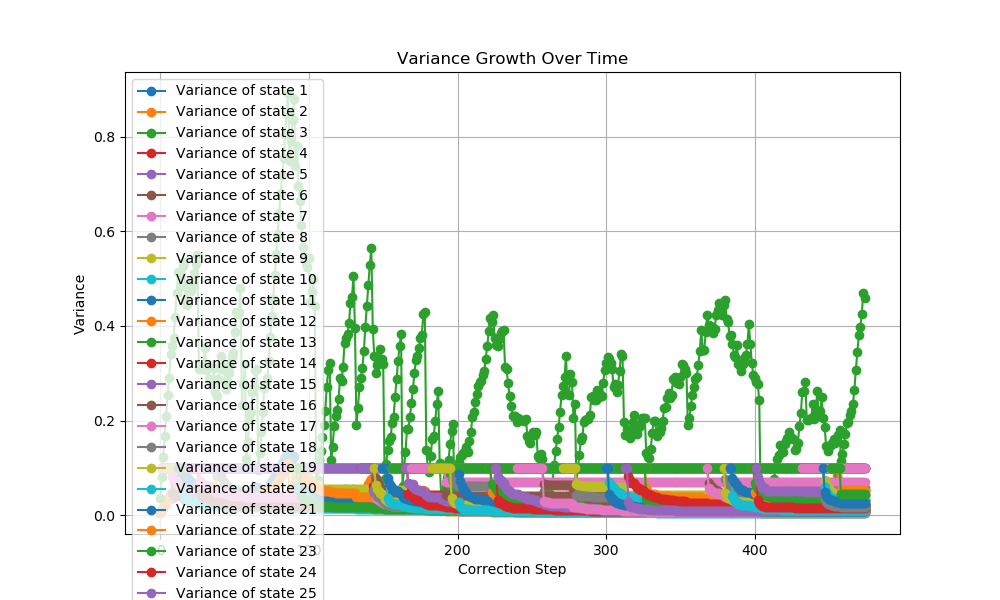 Variance Growth Over Time
Variance
0.8
0.6
0.4
0.2
0.0
Variance of state 1
Variance of state 2
Variance of state 3
Variance of state 4
Variance of state 5
Variance of state 6
Variance of state 7
Variance of state 8
Variance of state 9
Variance of state 10
Variance of state 11
Variance of state 12
Variance of state 13
Variance of state 14
Variance of state 15
Variance of state 16
Variance of state 17
Variance of state 18
Variance of state 19
Variance of state 20
Variance of state 21
Variance of state 22
Variance of state 23
Variance of state 24
Variance of state 25
200
300
400
Correction Step